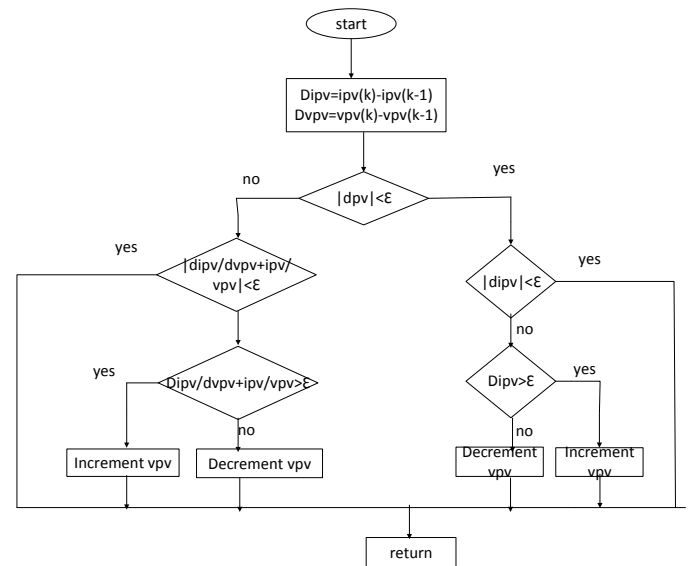 start
Dipv=ipv(k)-ipv(k-1)
Dvpv=vpv(k)-vpv(k-1)
yes
no
|dpv|<Ɛ
yes
|dipv/dvpv+ipv/
vpv|<Ɛ
yes
|dipv|<Ɛ
no
yes
Dipv/dvpv+ipv/vpv>Ɛ
Dipv>Ɛ
yes
no
no
Increment vpv
Decrement vpv
Decrement
vpv
Increment
vpv
return